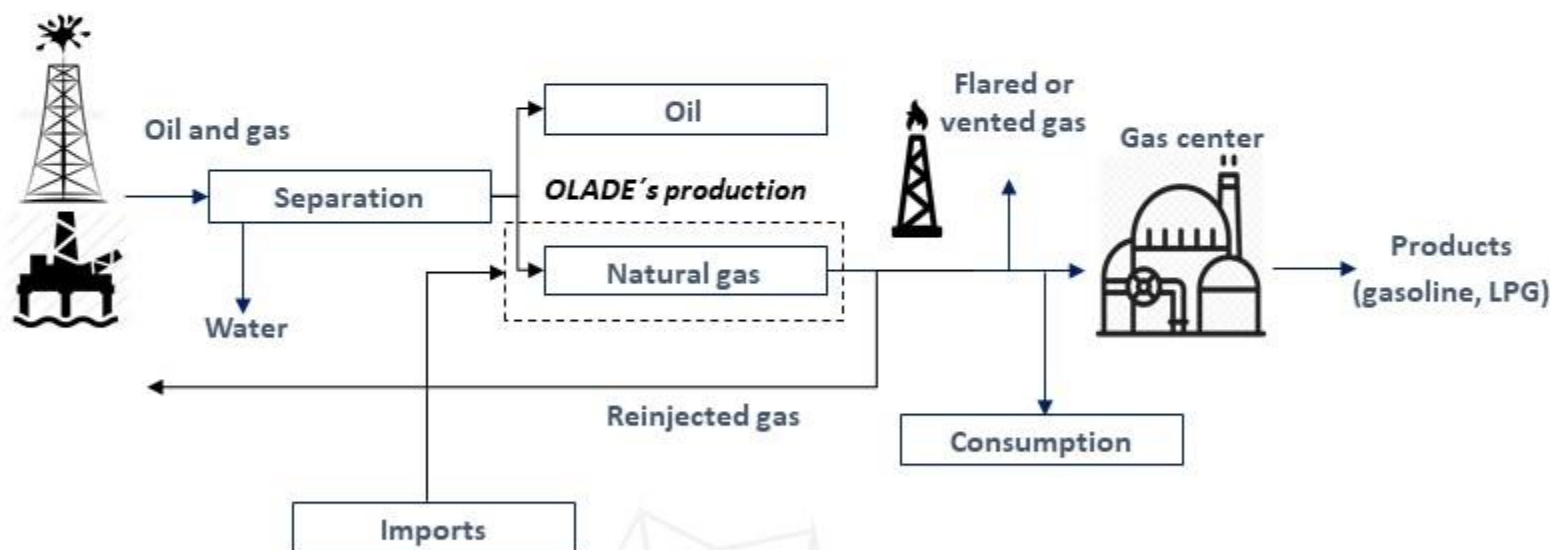 Flared or
vented gas
Oil
Oil and gas
Gas center
Separation
OLADE´s production
Natural gas
Products
(gasoline, LPG)
Water
Reinjected gas
Consumption
Imports